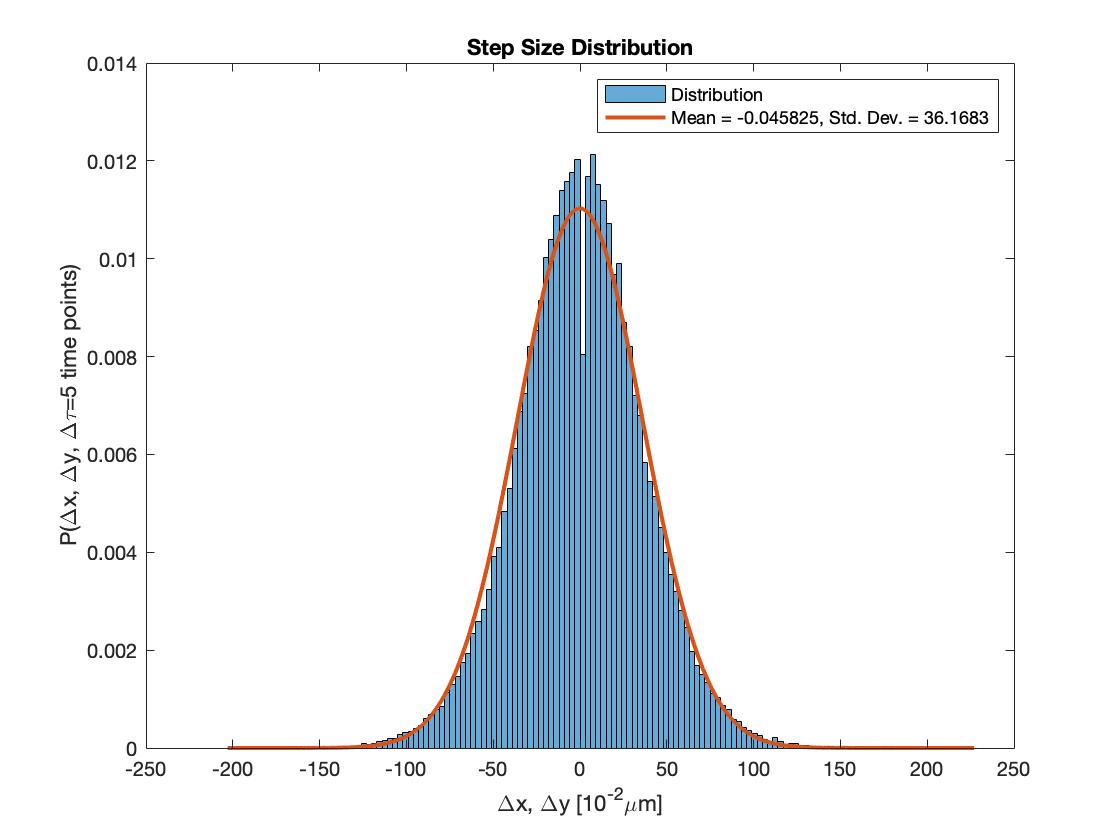 Step Size Distribution
0.014
0.012
0.01
0.008
0.006
0.004
0.002
0
Distribution
Mean = -0.045825, Std. Dev. = 36.1683
P(Δx, Δy, Δτ=5 time points)
-250 -200 -150 -100 -50 0 50 100 150 200 250
Δx, Δy [10⁻²μm]